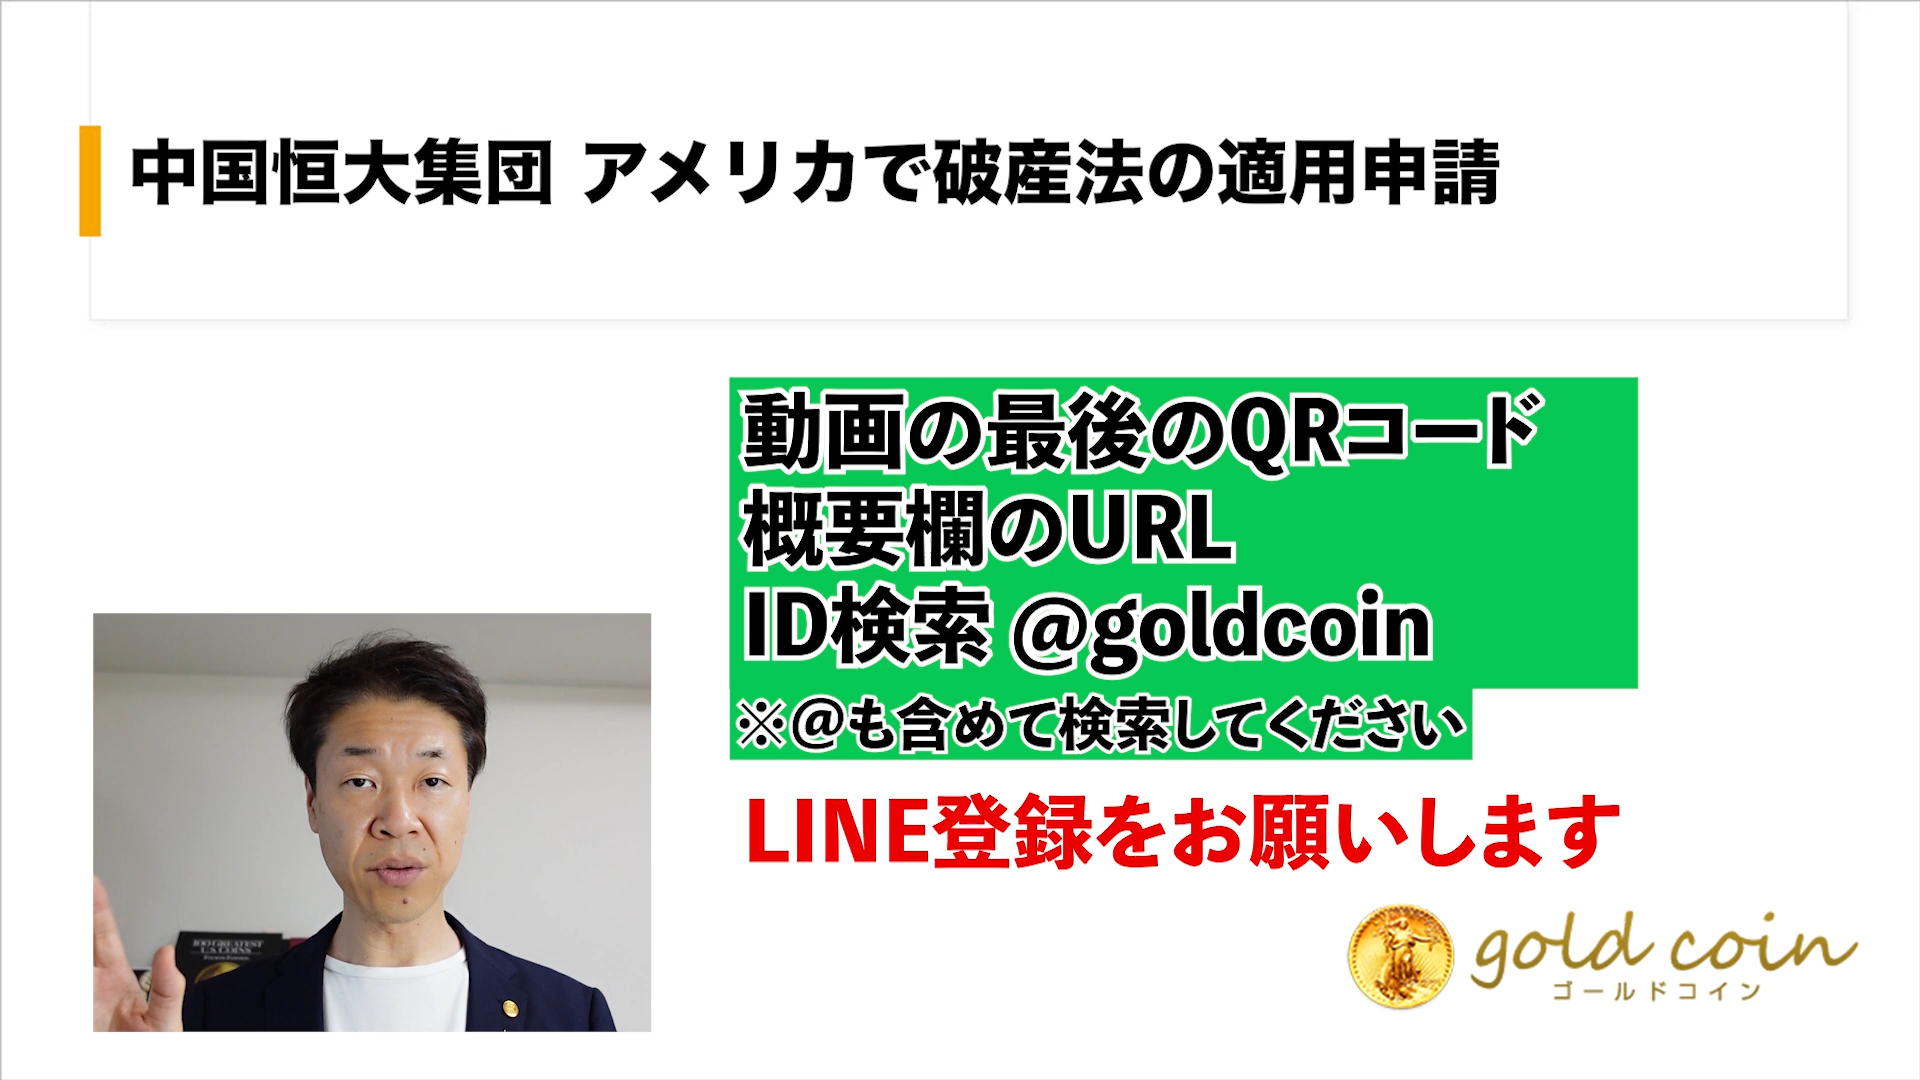 中国恒大集団 アメリカで破産法の適用申請
動画の最後のQRコード
概要欄のURL
ID検索 @goldcoin
※@も含めて検索してください
LINE登録をお願いします
100 GREATEST
U.S. COINS
gold coin
ゴールドコイン